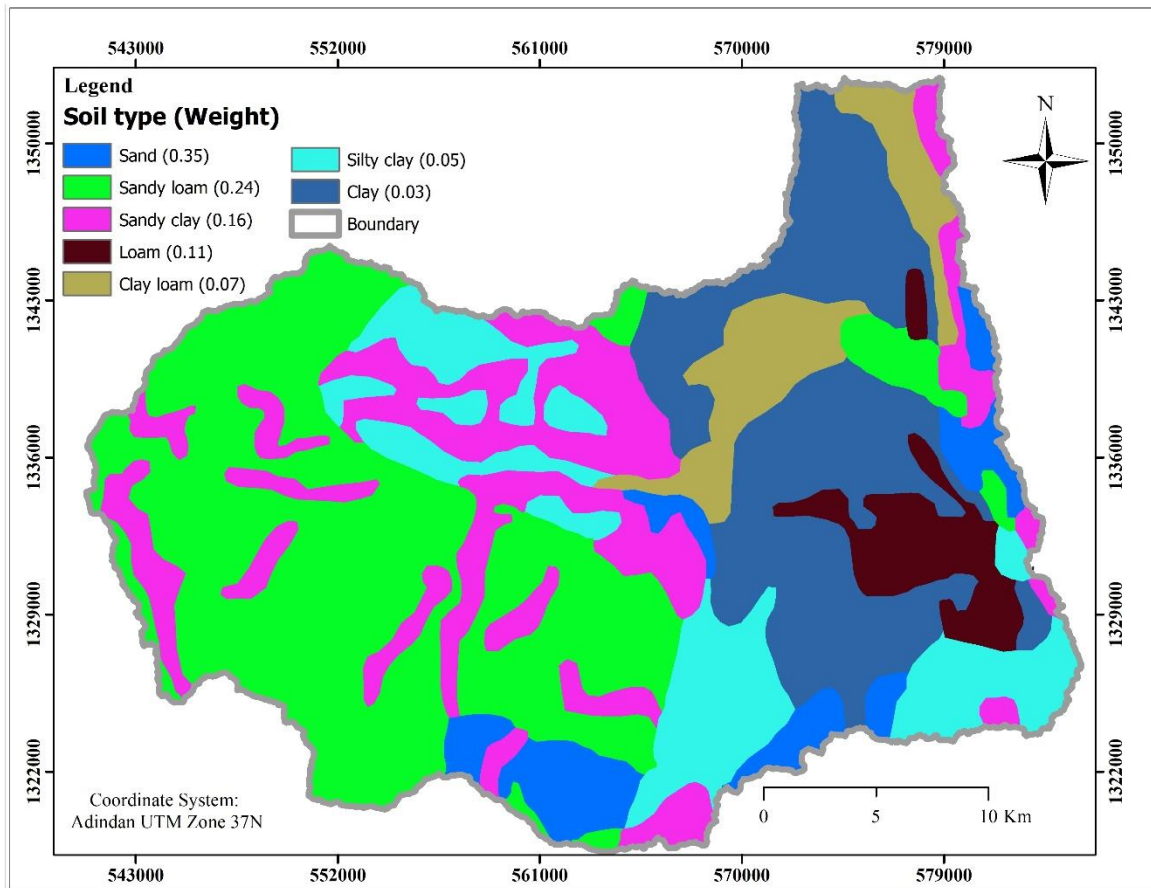 543000 552000 561000 570000 579000
Legend
Soil type (Weight)
Sand (0.35)
Sandy loam (0.24)
Sandy clay (0.16)
Loam (0.11)
Clay loam (0.07)
Silty clay (0.05)
Clay (0.03)
Boundary
N
1350000 1350000
1343000 1343000
1336000 1336000
1329000 1329000
1322000 1322000
Coordinate System:
Adindan UTM Zone 37N
0 5 10 Km
543000 552000 561000 570000 579000